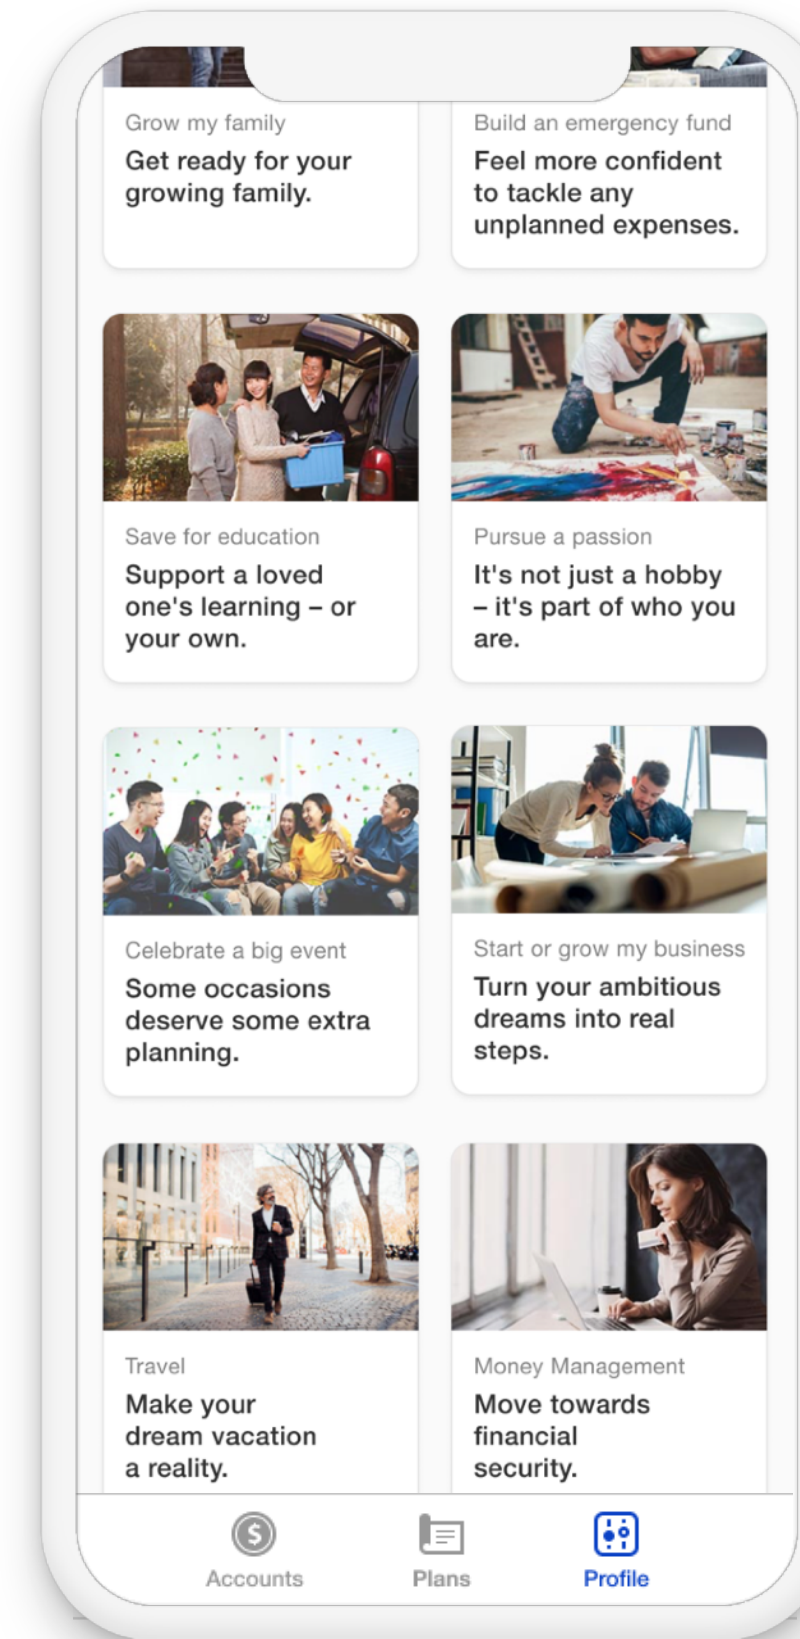 Grow my family
Get ready for your
growing family.
Build an emergency fund
Feel more confident
to tackle any
unplanned expenses.
Save for education
Support a loved
one's learning – or
your own.
Pursue a passion
It's not just a hobby
– it's part of who you
are.
Celebrate a big event
Some occasions
deserve some extra
planning.
Start or grow my business
Turn your ambitious
dreams into real
steps.
Travel
Make your
dream vacation
a reality.
Money Management
Move towards
financial
security.
Accounts
Plans
Profile